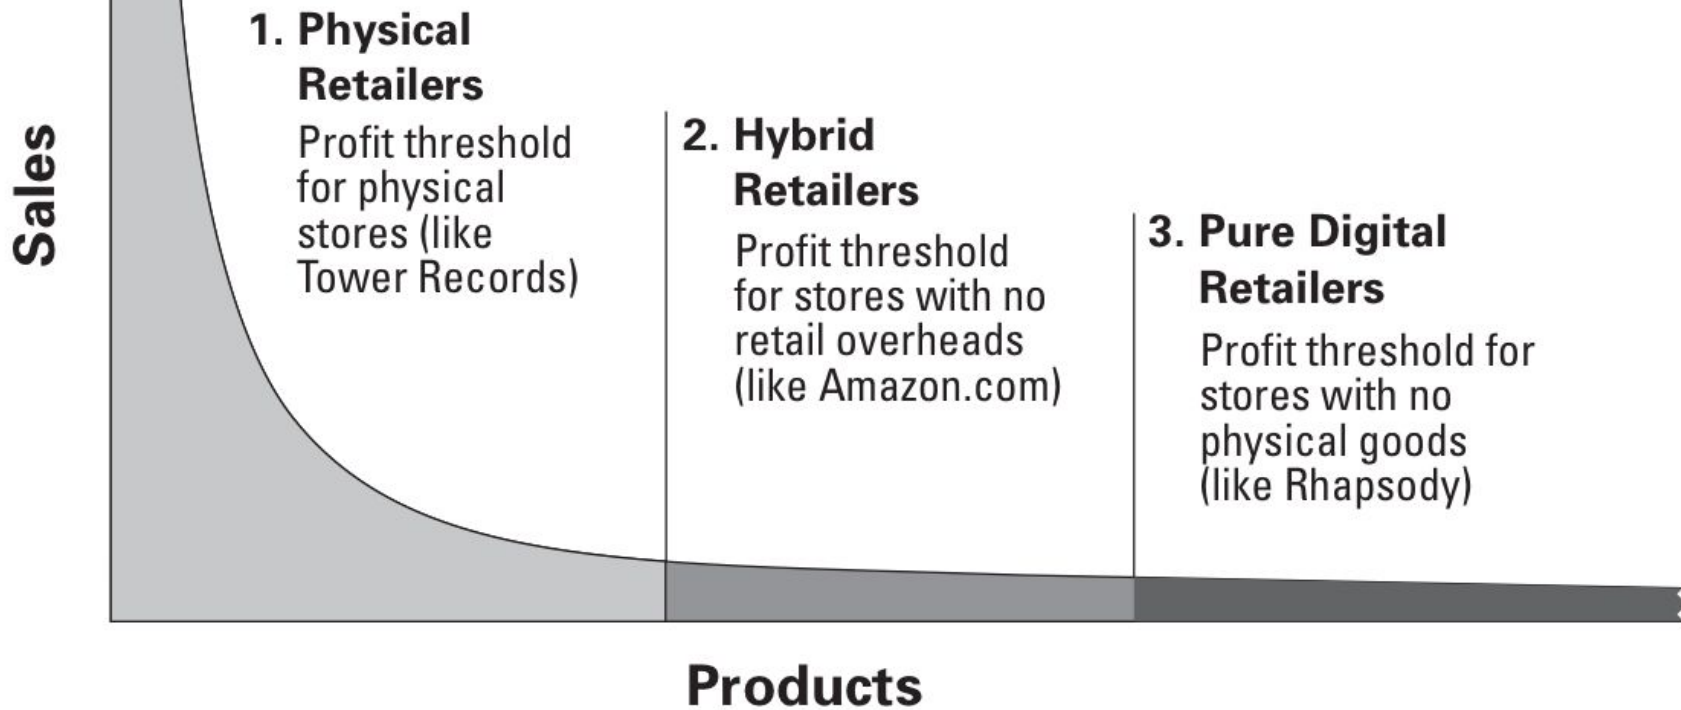 Sales
1. Physical
Retailers
Profit threshold
for physical
stores (like
Tower Records)
2. Hybrid
Retailers
Profit threshold
for stores with no
retail overheads
(like Amazon.com)
3. Pure Digital
Retailers
Profit threshold for
stores with no
physical goods
(like Rhapsody)
Products